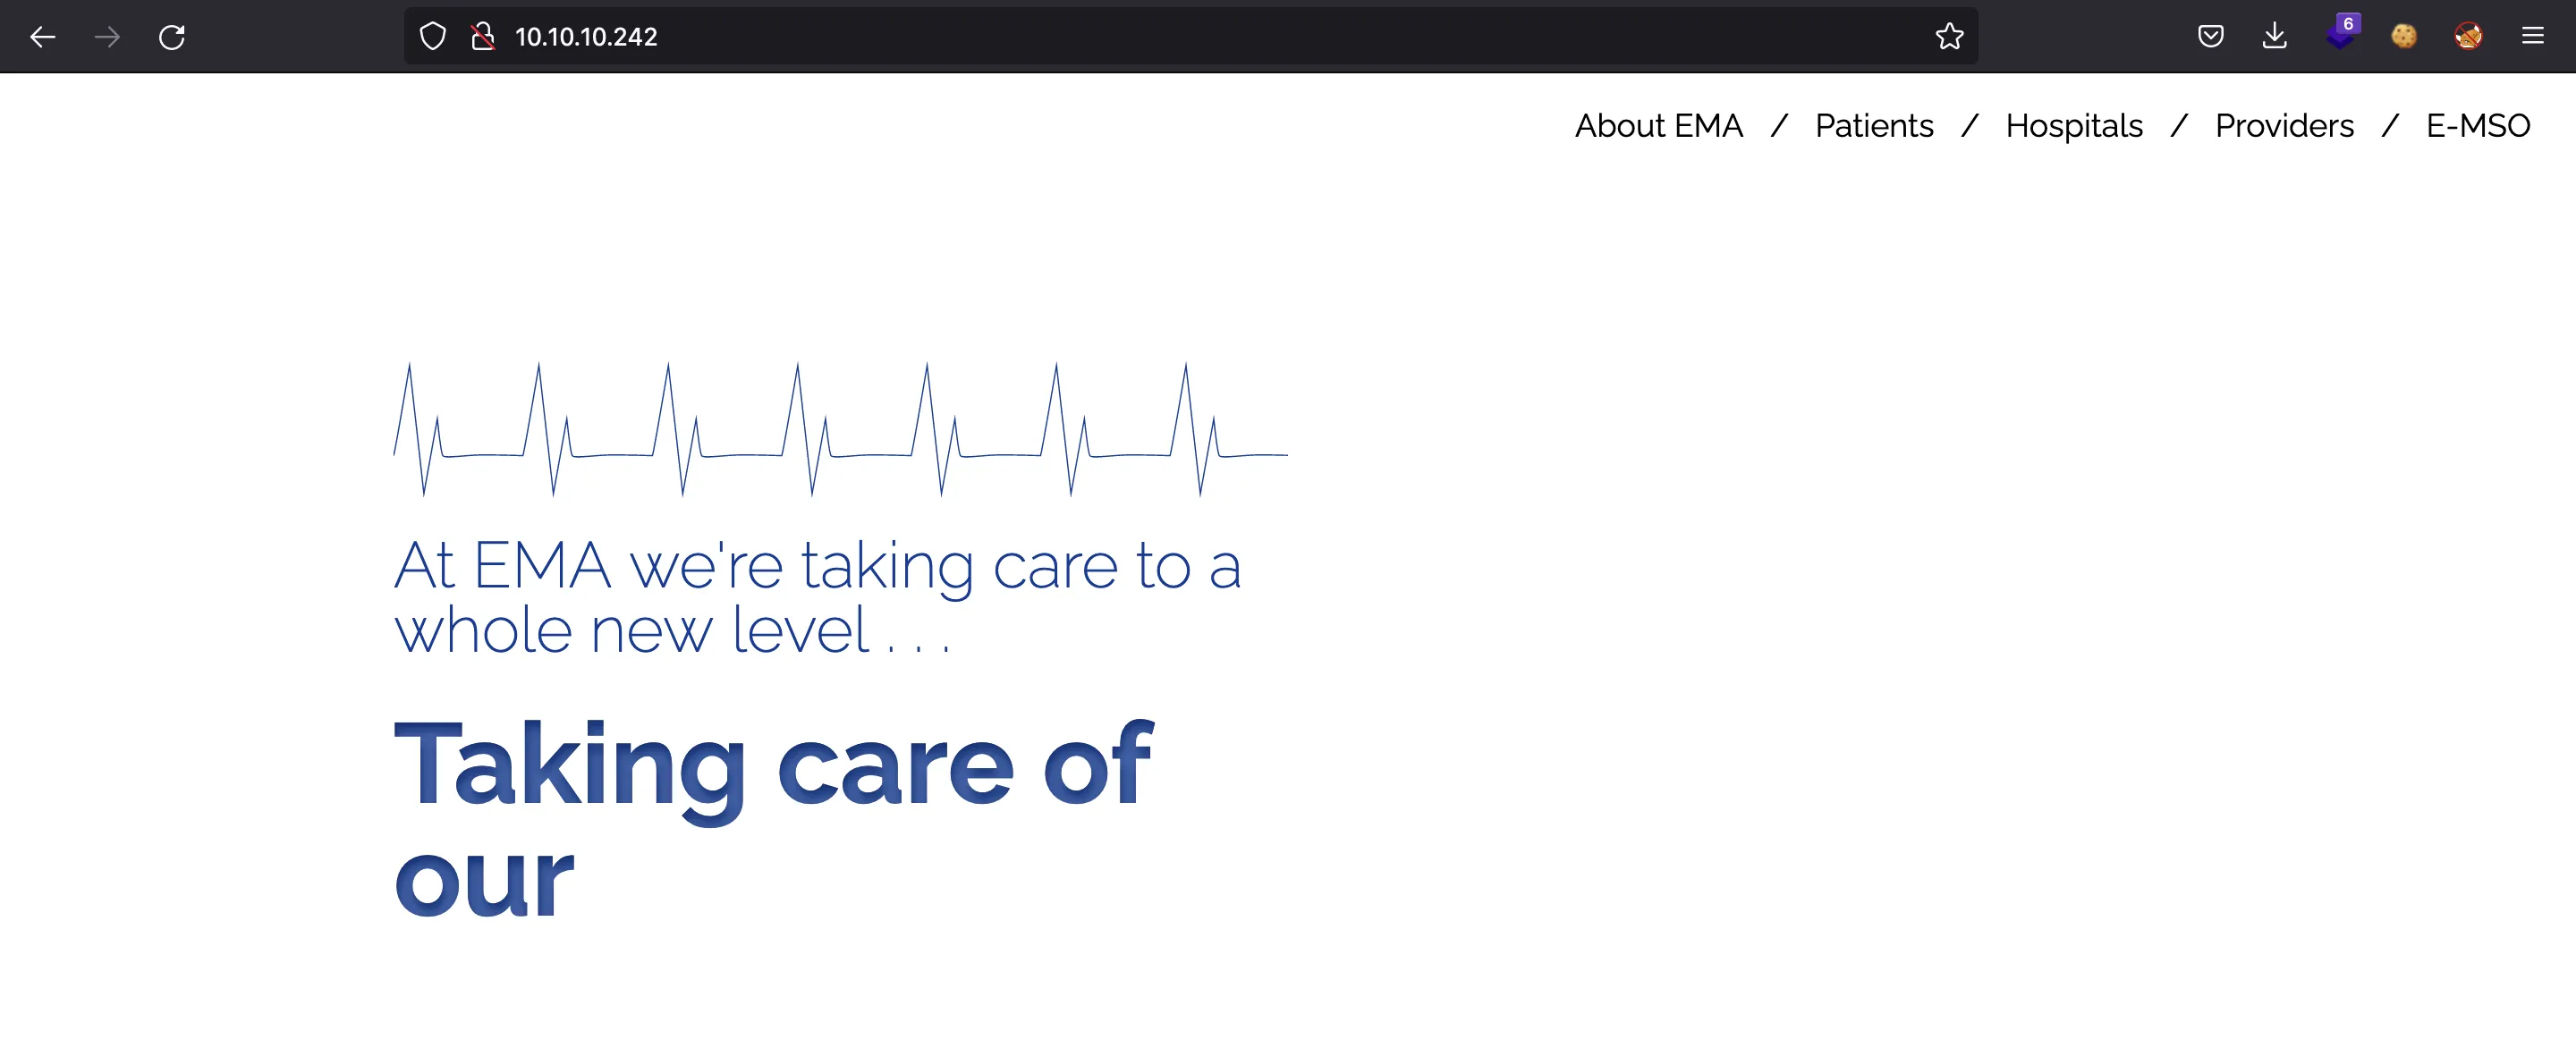 10.10.10.242
6
About EMA / Patients / Hospitals / Providers / E-MSO
At EMA we're taking care to a
whole new level . . .
Taking care of
our